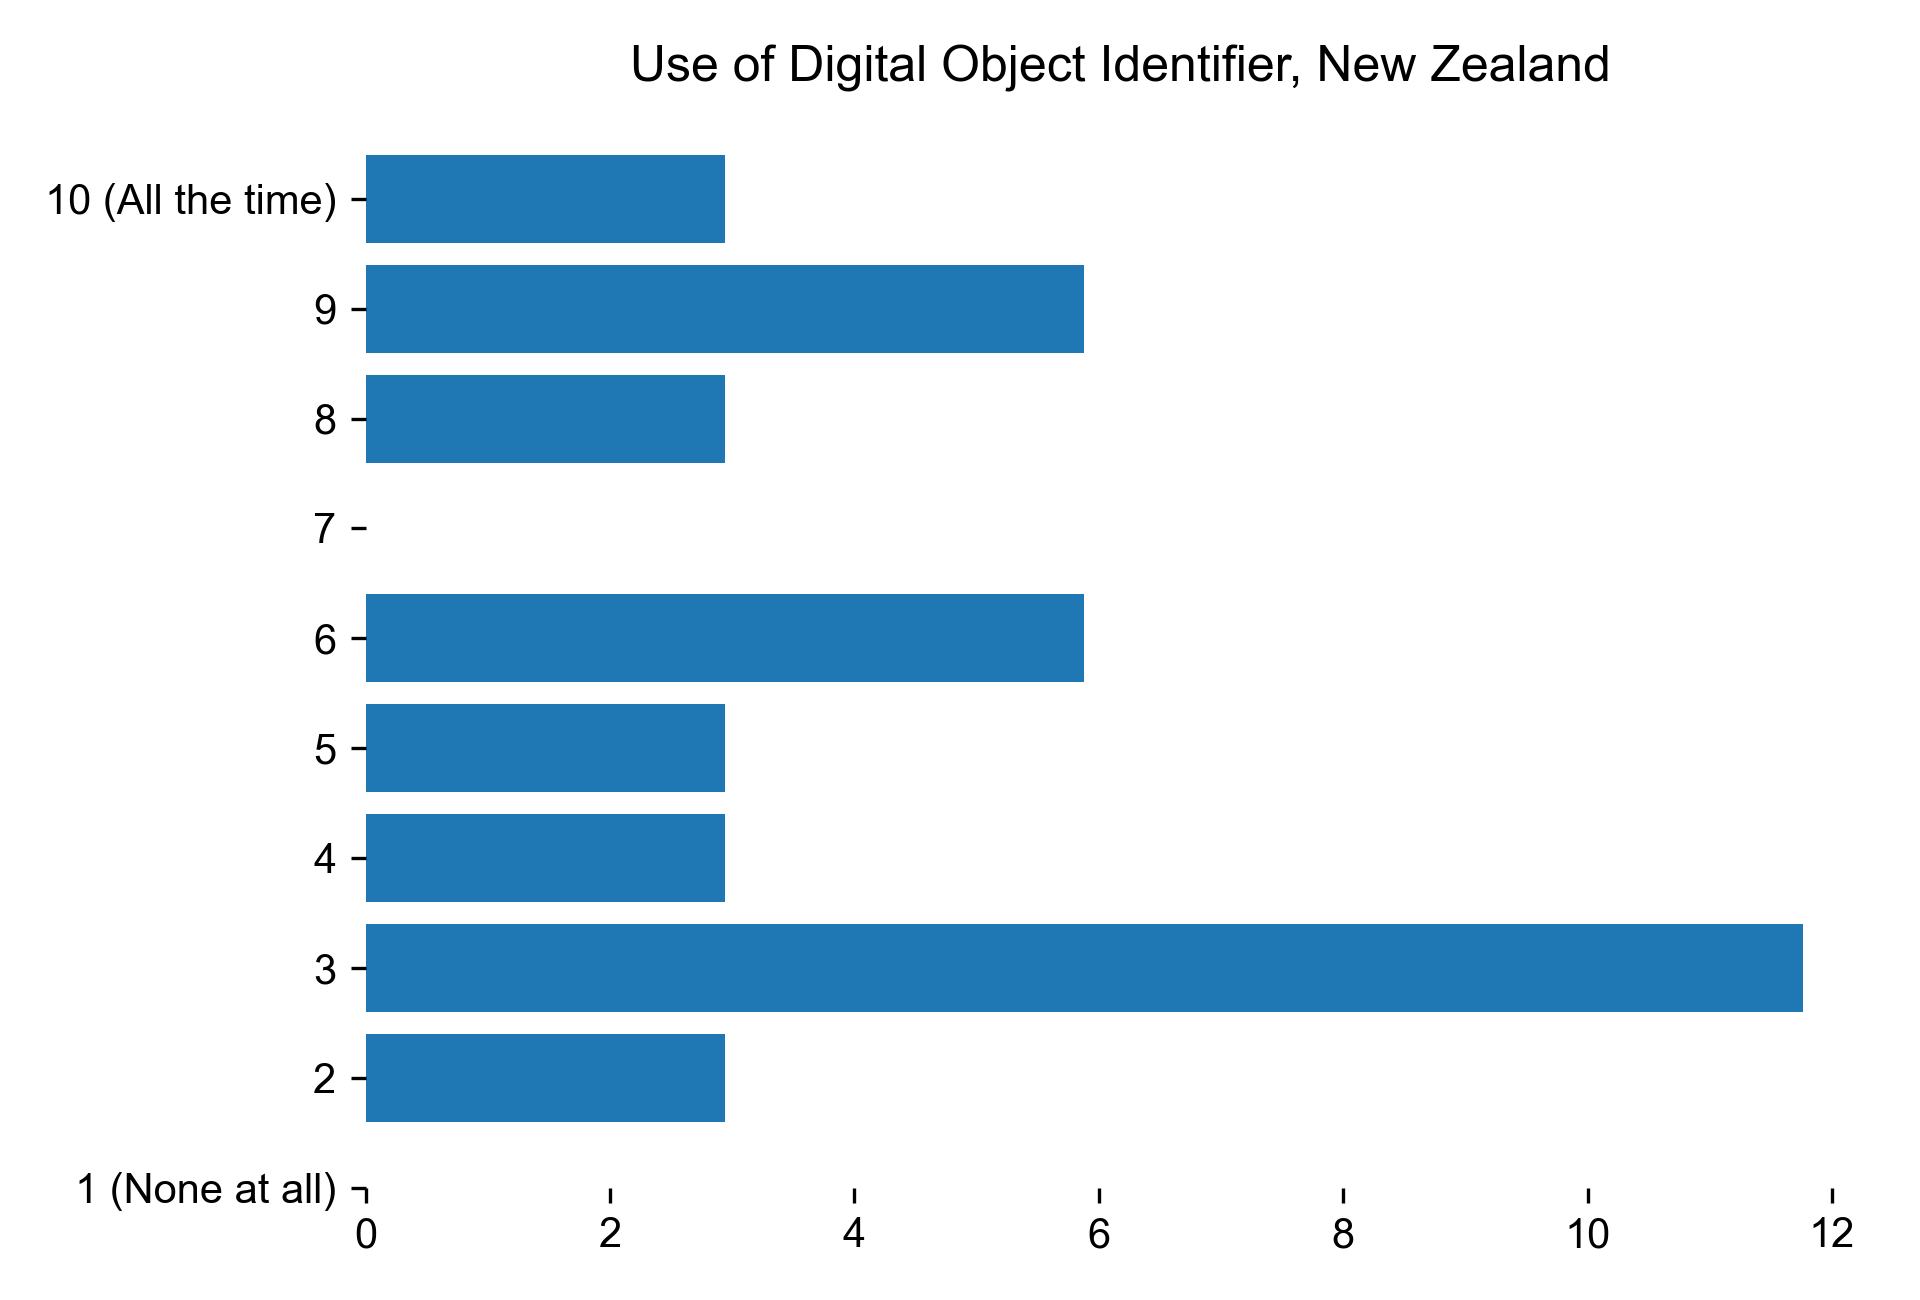 Use of Digital Object Identifier, New Zealand
10 (All the time)
9
8
7
6
5
4
3
2
1 (None at all)
0 2 4 6 8 10 12